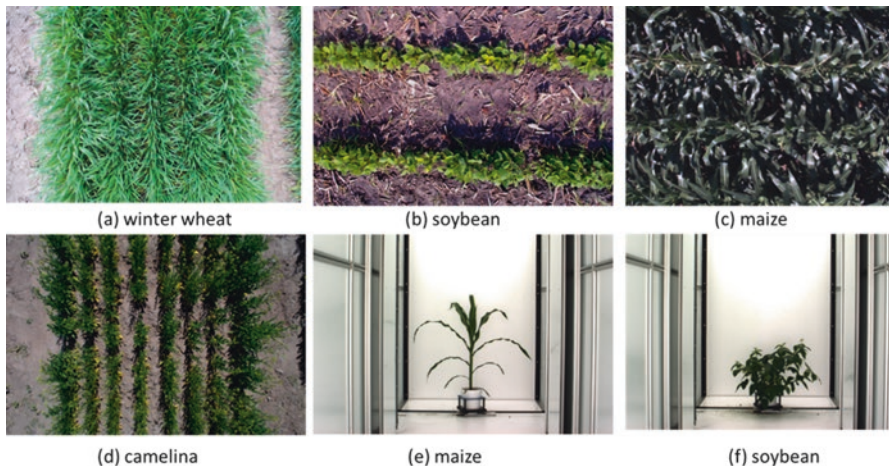 (a) winter wheat
(b) soybean
(c) maize
(d) camelina
(e) maize
(f) soybean